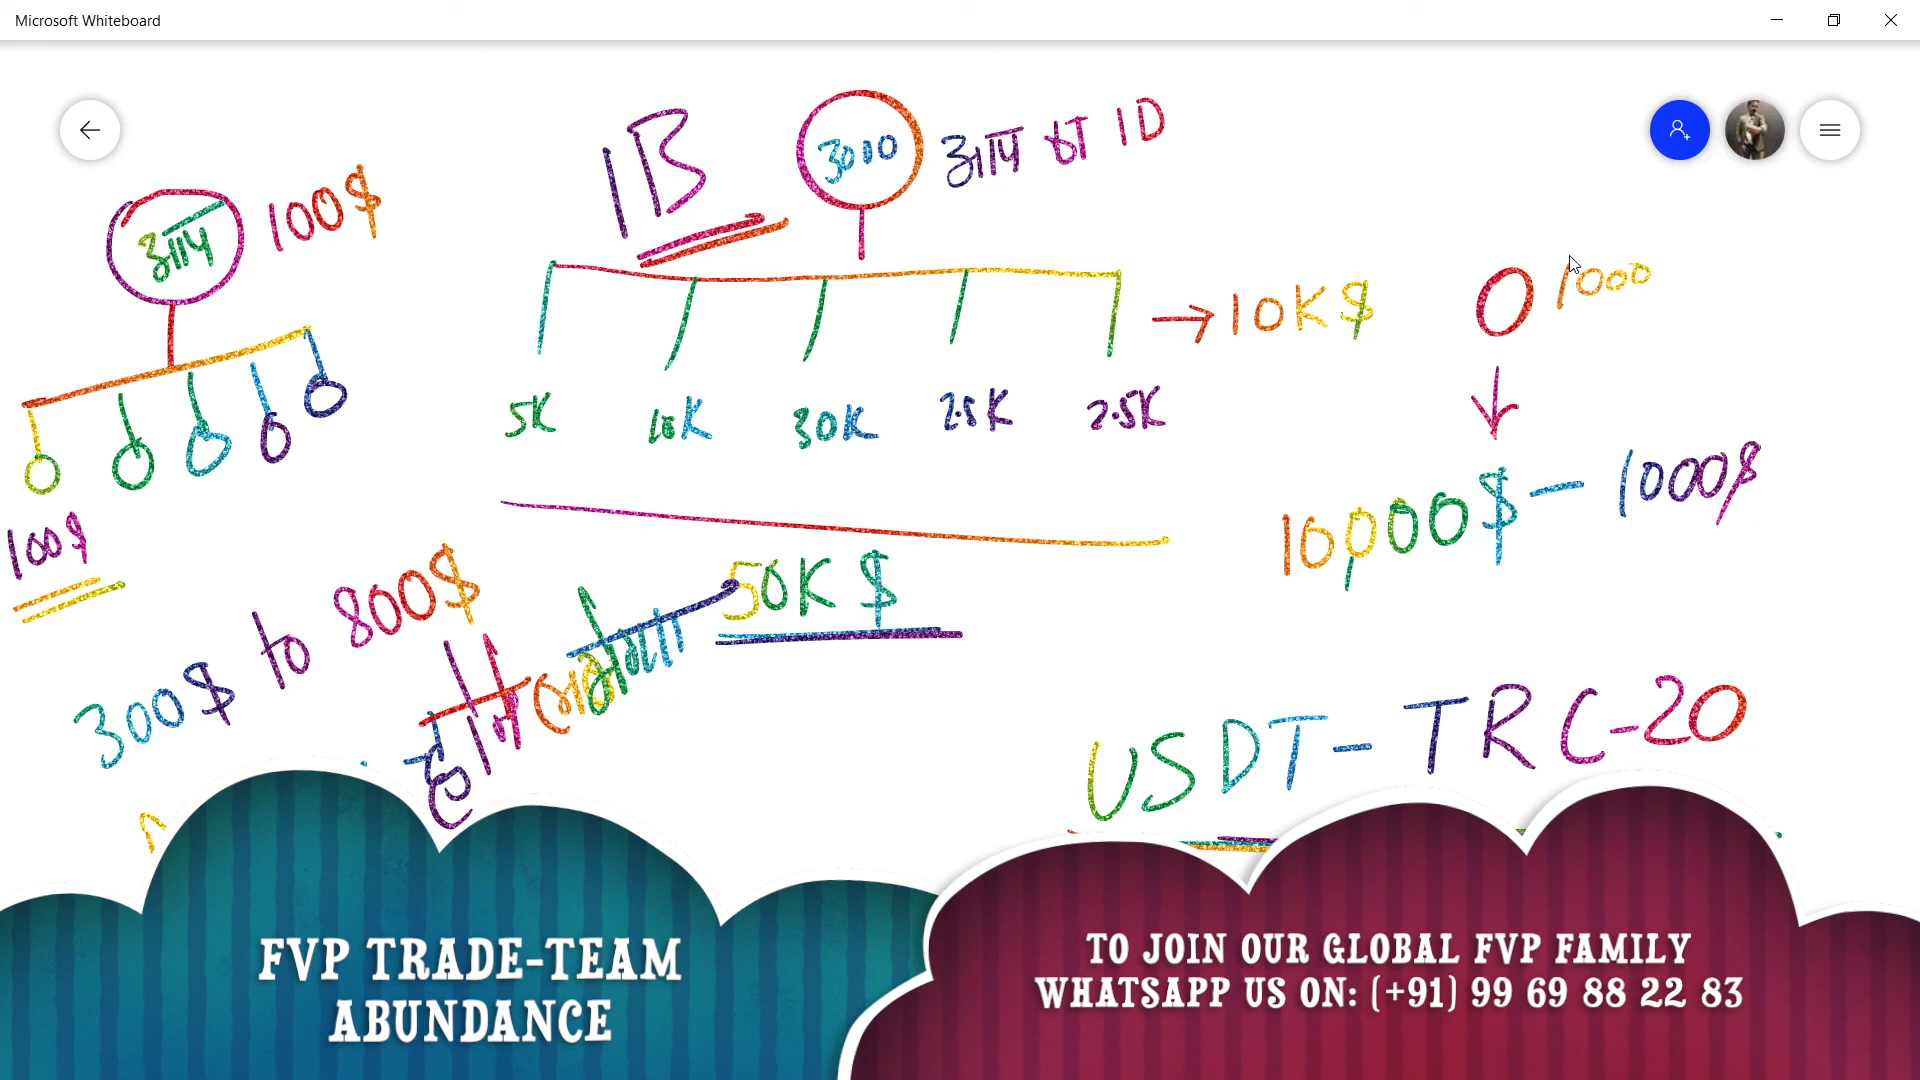 Microsoft Whiteboard
आप 100$
100$
300$ to 800$
IB 3000 आप का ID
→ 10K $
5K 10K 30K 2.5K 2.5K
50K $
O 1000
10,000$ - 1000$
USDT-TRC-20
FVP TRADE-TEAM
ABUNDANCE
TO JOIN OUR GLOBAL FVP FAMILY
WHATSAPP US ON: (+91) 99 69 88 22 83